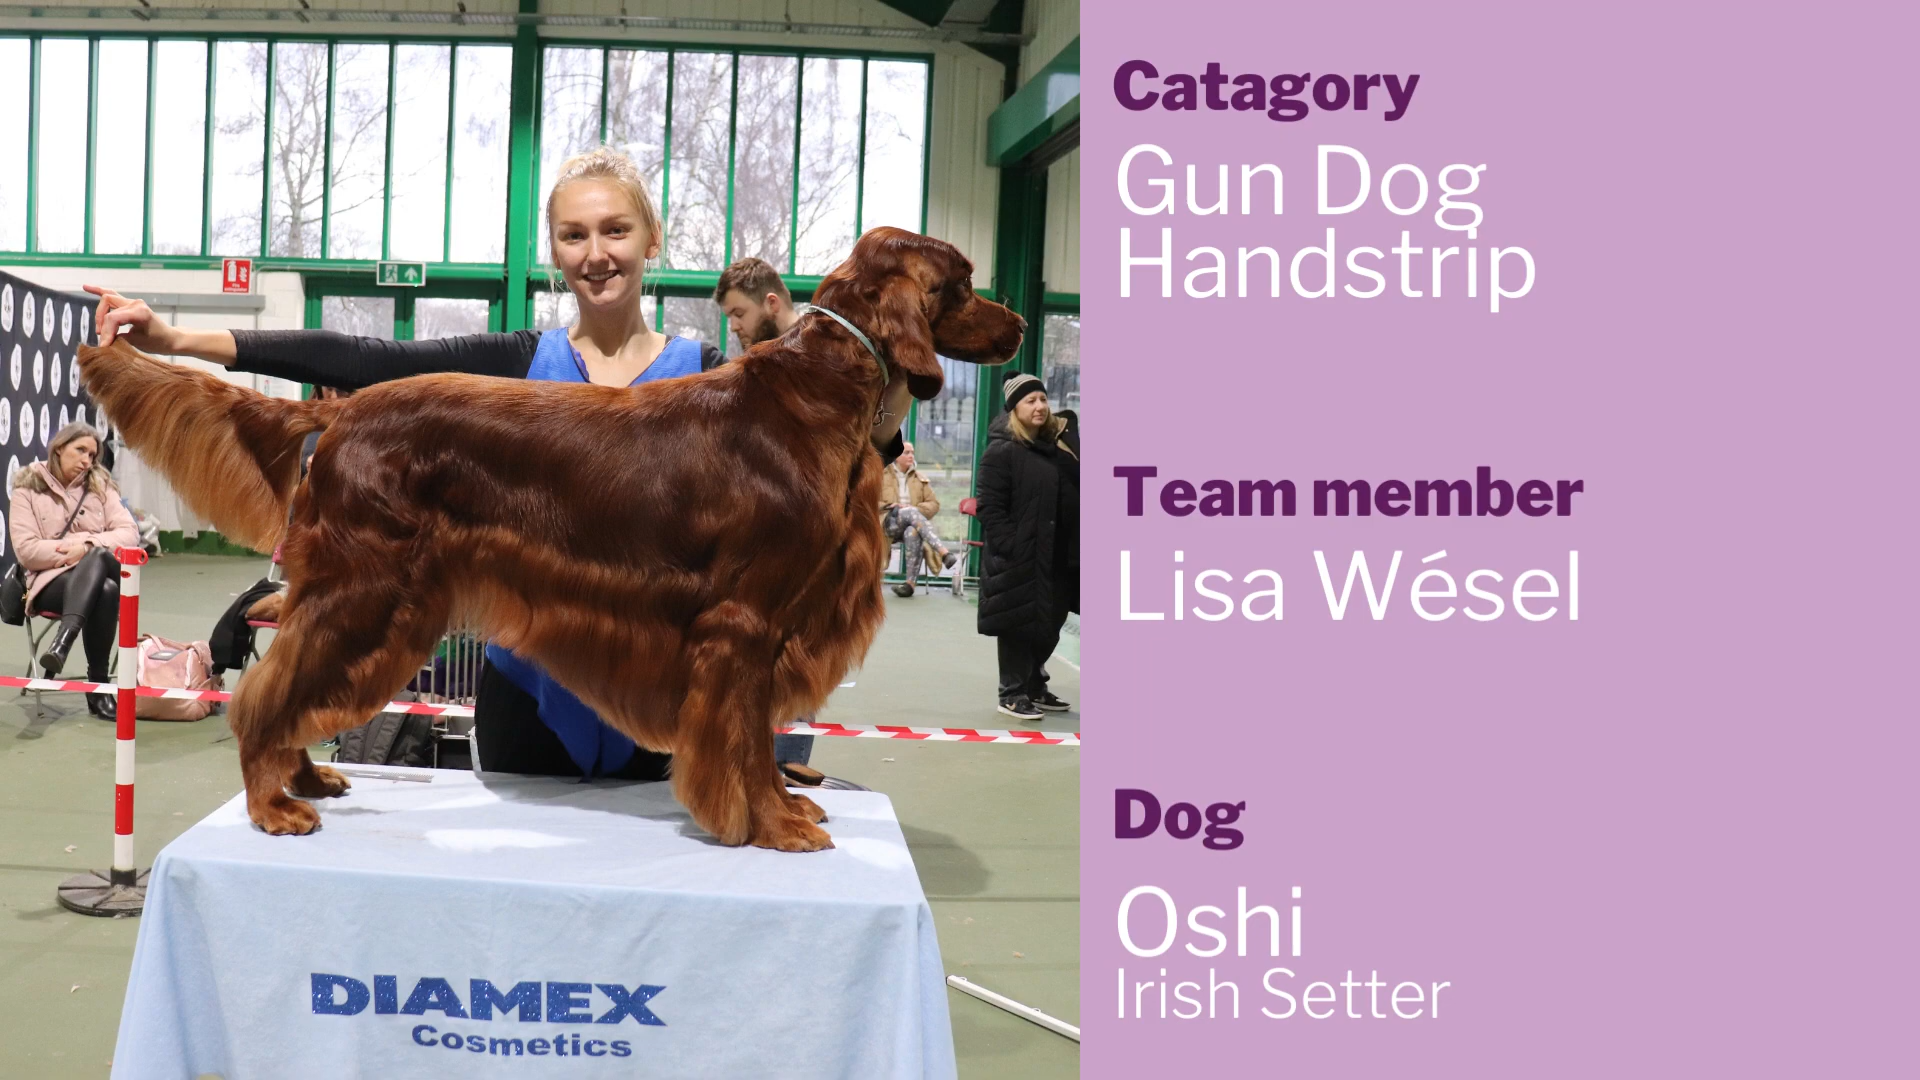 Catagory
Gun Dog
Handstrip
Team member
Lisa Wésel
Dog
Oshi
Irish Setter
DIAMEX
Cosmetics